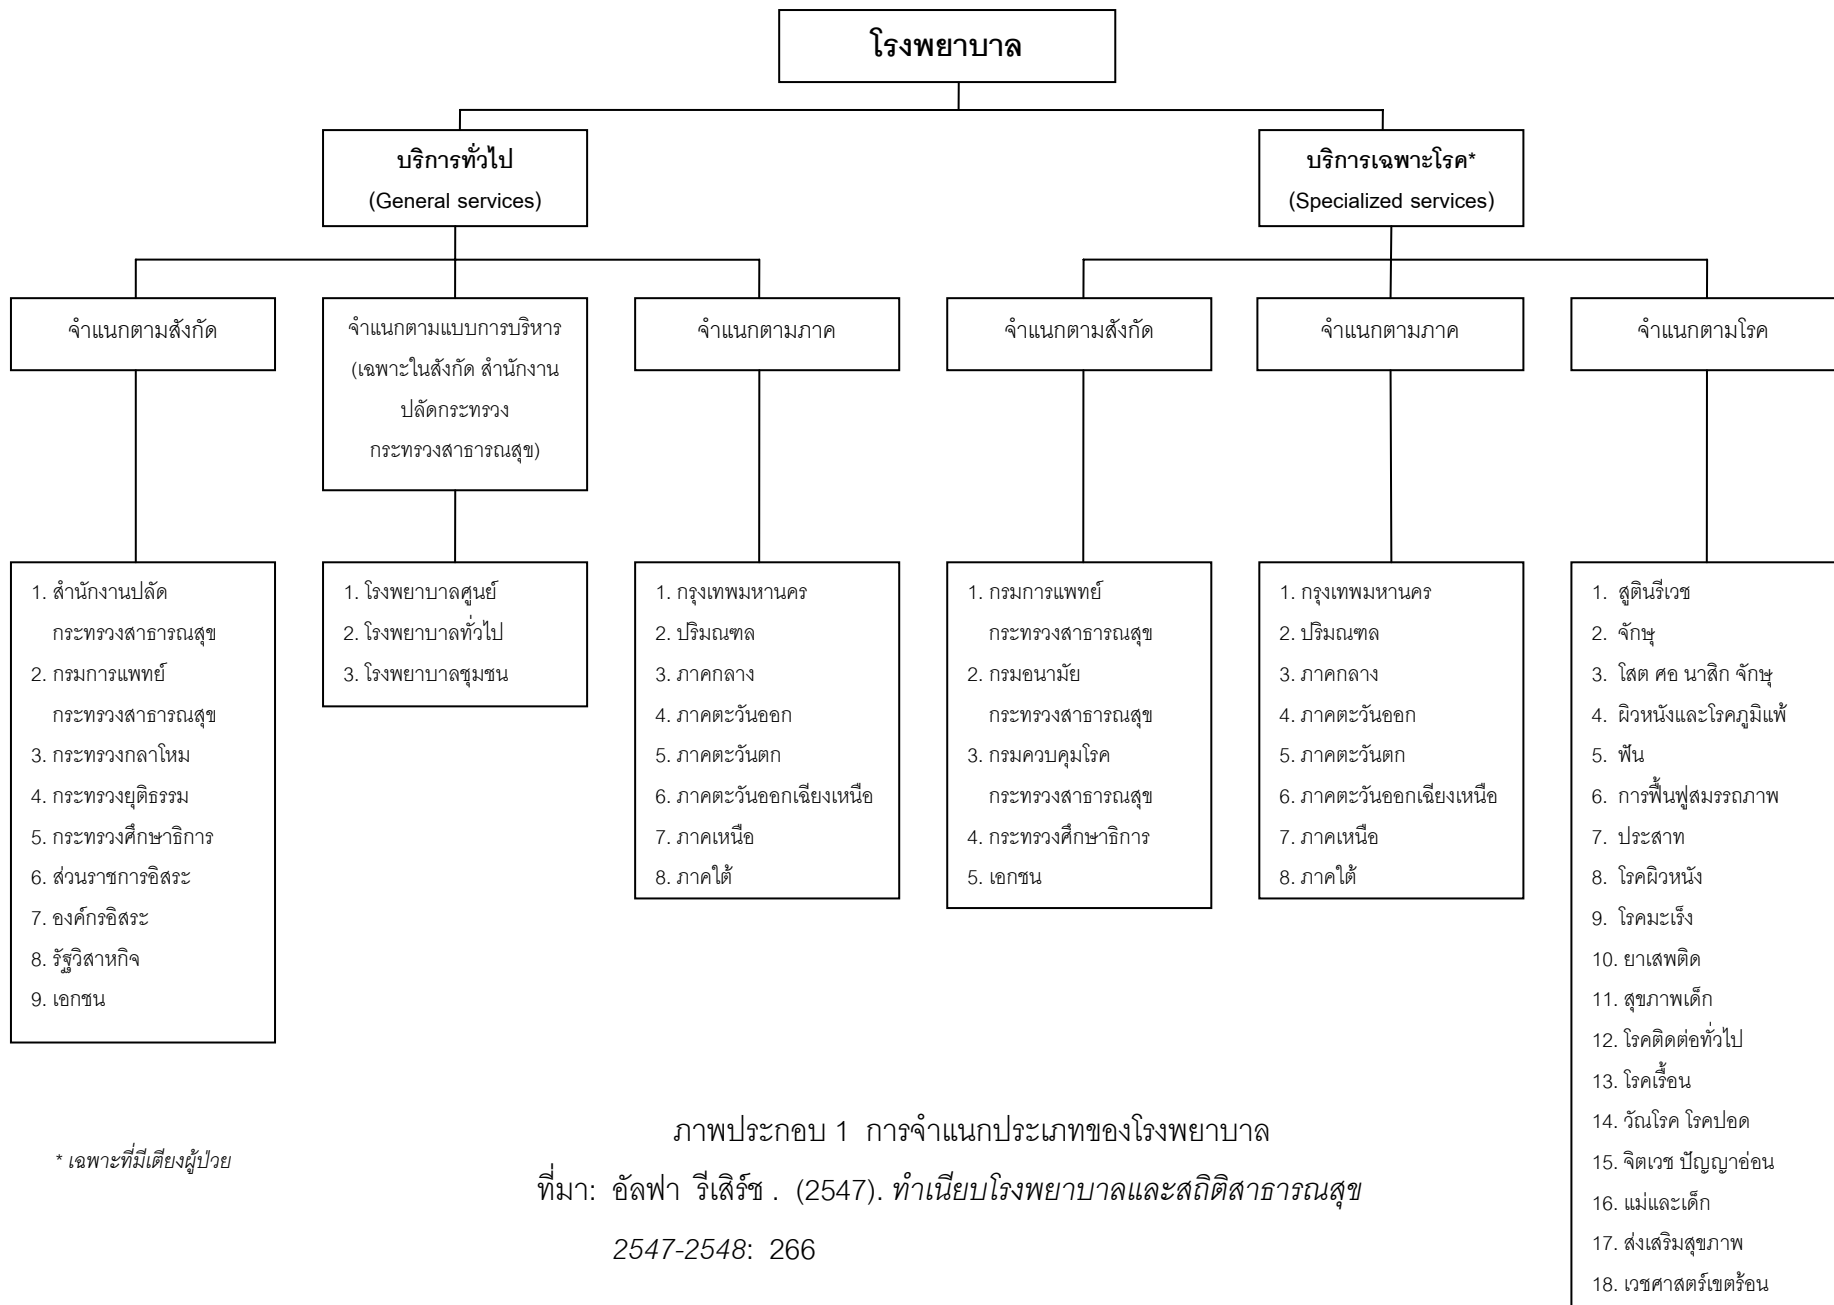 โรงพยาบาล
บริการทั่วไป
(General services)
บริการเฉพาะโรค*
(Specialized services)
จำแนกตามสังกัด
จำแนกตามแบบการบริหาร
(เฉพาะในสังกัด สำนักงาน
ปลัดกระทรวง
กระทรวงสาธารณสุข)
จำแนกตามภาค
จำแนกตามสังกัด
จำแนกตามภาค
จำแนกตามโรค
1. สำนักงานปลัด
กระทรวงสาธารณสุข
2. กรมการแพทย์
กระทรวงสาธารณสุข
3. กระทรวงกลาโหม
4. กระทรวงยุติธรรม
5. กระทรวงศึกษาธิการ
6. ส่วนราชการอิสระ
7. องค์กรอิสระ
8. รัฐวิสาหกิจ
9. เอกชน
1. โรงพยาบาลศูนย์
2. โรงพยาบาลทั่วไป
3. โรงพยาบาลชุมชน
1. กรุงเทพมหานคร
2. ปริมณฑล
3. ภาคกลาง
4. ภาคตะวันออก
5. ภาคตะวันตก
6. ภาคตะวันออกเฉียงเหนือ
7. ภาคเหนือ
8. ภาคใต้
1. กรมการแพทย์
กระทรวงสาธารณสุข
2. กรมอนามัย
กระทรวงสาธารณสุข
3. กรมควบคุมโรค
กระทรวงสาธารณสุข
4. กระทรวงศึกษาธิการ
5. เอกชน
1. กรุงเทพมหานคร
2. ปริมณฑล
3. ภาคกลาง
4. ภาคตะวันออก
5. ภาคตะวันตก
6. ภาคตะวันออกเฉียงเหนือ
7. ภาคเหนือ
8. ภาคใต้
1. สูตินรีเวช
2. จักษุ
3. โสต ศอ นาสิก จักษุ
4. ผิวหนังและโรคภูมิแพ้
5. ฟัน
6. การฟื้นฟูสมรรถภาพ
7. ประสาท
8. โรคผิวหนัง
9. โรคมะเร็ง
10. ยาเสพติด
11. สุขภาพเด็ก
12. โรคติดต่อทั่วไป
13. โรคเรื้อน
14. วัณโรค โรคปอด
15. จิตเวช ปัญญาอ่อน
16. แม่และเด็ก
17. ส่งเสริมสุขภาพ
18. เวชศาสตร์เขตร้อน
* เฉพาะที่มีเตียงผู้ป่วย
ภาพประกอบ 1 การจำแนกประเภทของโรงพยาบาล
ที่มา: อัลฟา รีเสิร์ช . (2547). ทำเนียบโรงพยาบาลและสถิติสาธารณสุข
2547-2548: 266